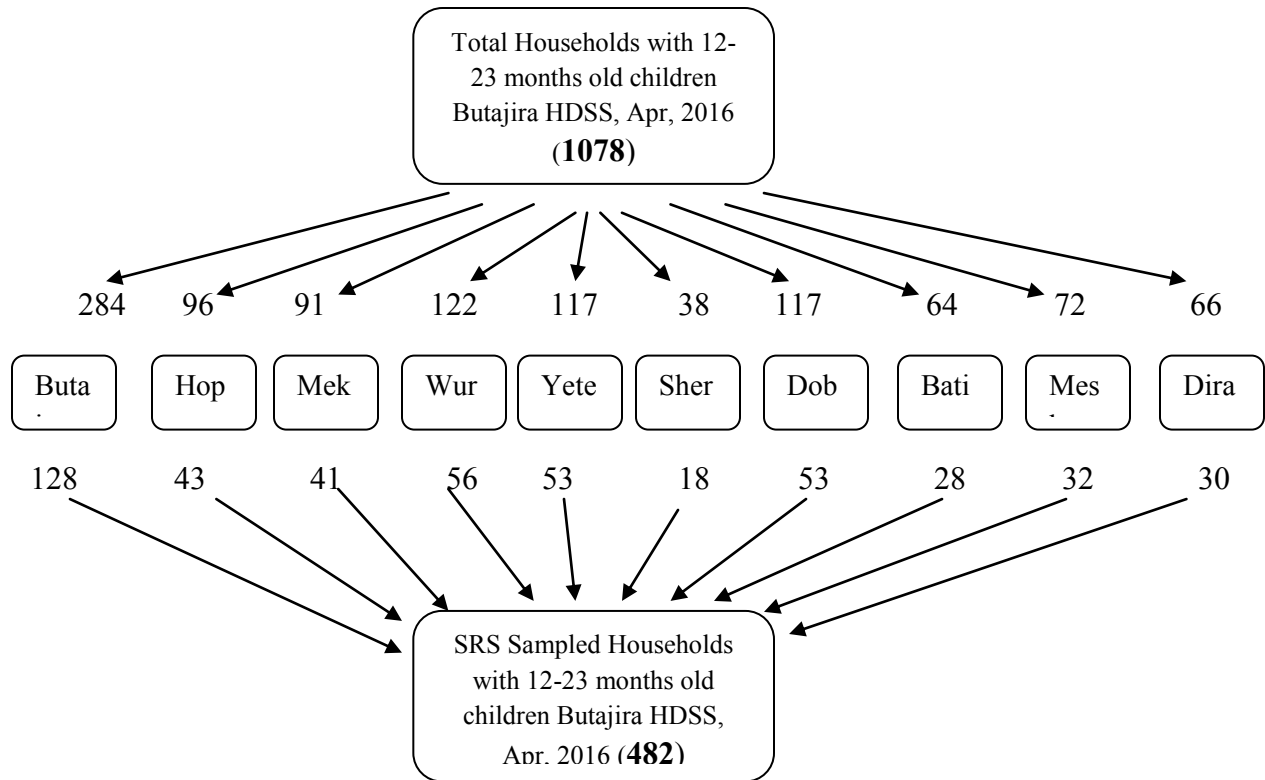 Total Households with 12-
23 months old children
Butajira HDSS, Apr, 2016
(1078)
284 96 91 122 117 38 117 64 72 66
Buta Hop Mek Wur Yete Sher Dob Bati Mes Dira
128 43 41 56 53 18 53 28 32 30
SRS Sampled Households
with 12-23 months old
children Butajira HDSS,
Apr, 2016 (482)